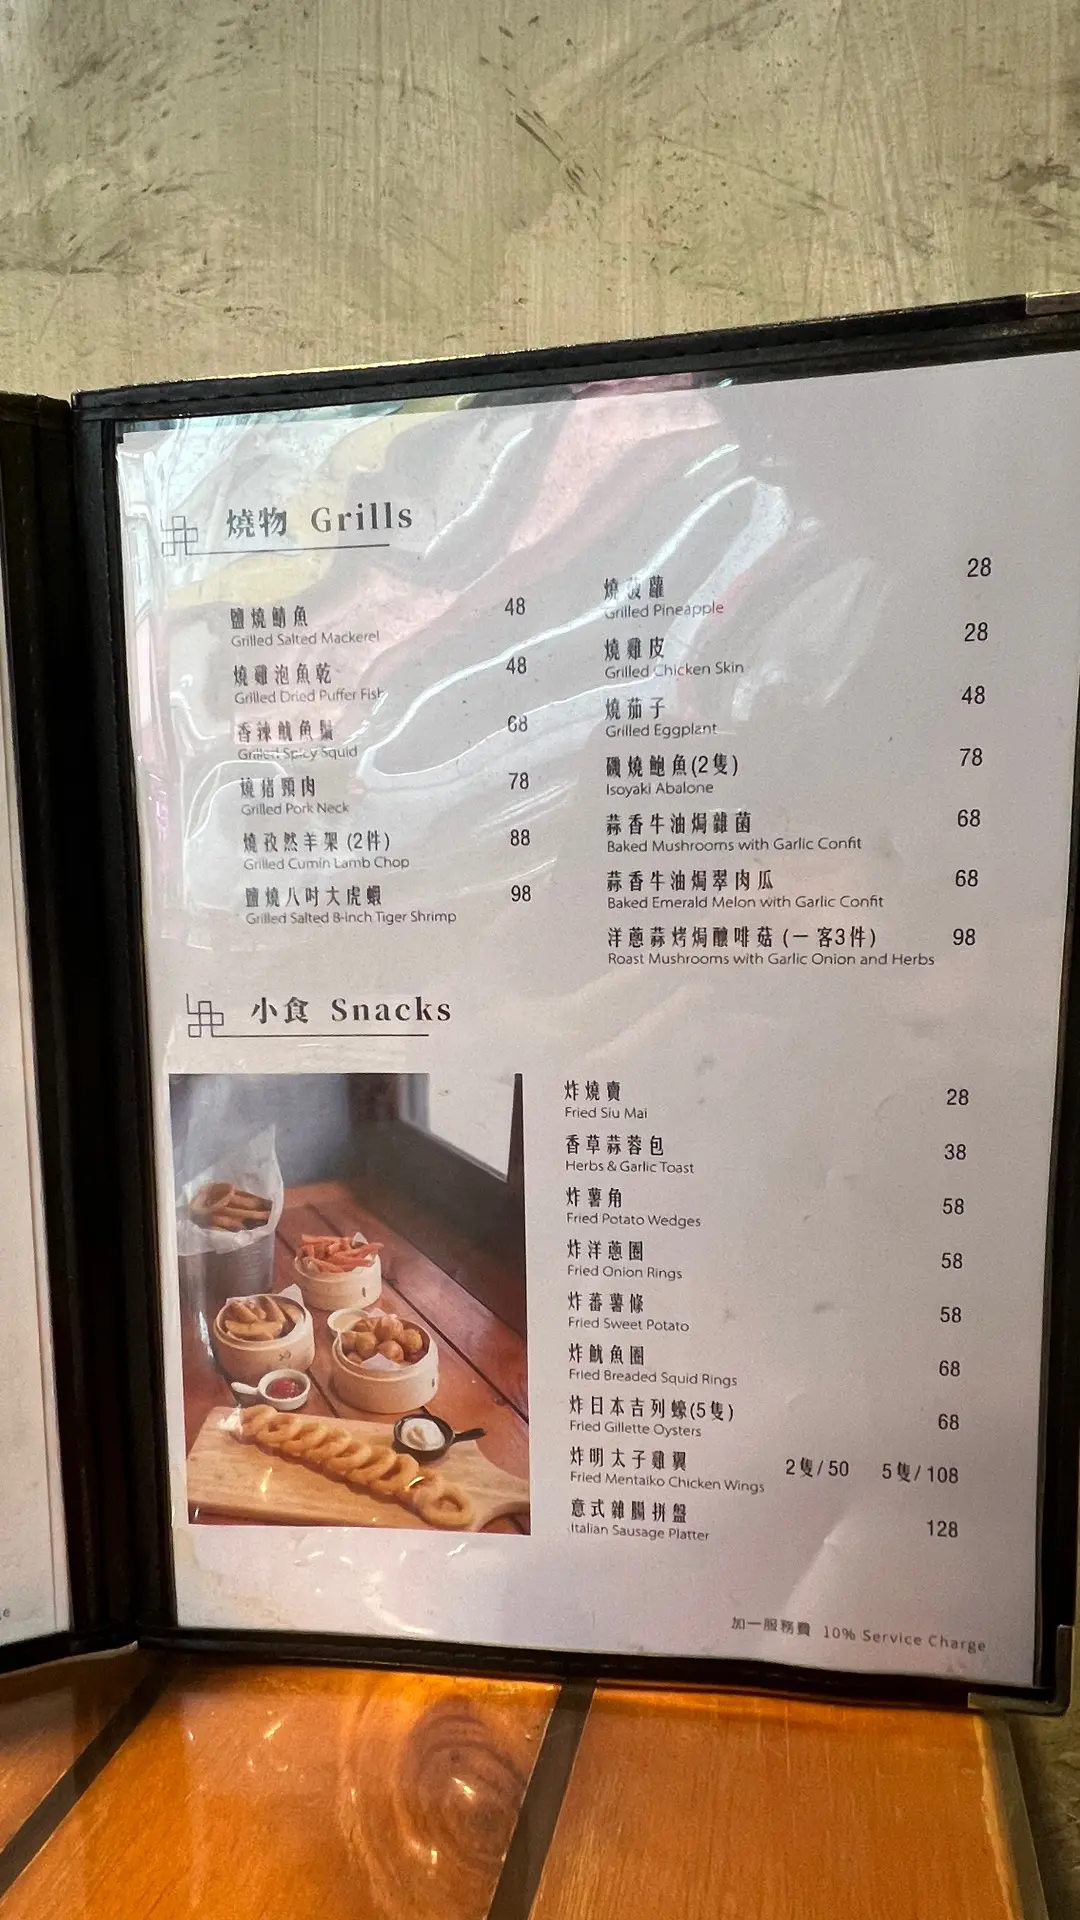 燒物 Grills
鹽燒鯖魚 48
Grilled Salted Mackerel
燒雞泡魚乾 48
Grilled Dried Puffer Fish
香辣魷魚鬚 68
Grilled Spicy Squid
燒豬頸肉 78
Grilled Pork Neck
燒孜然羊架 (2件) 88
Grilled Cumin Lamb Chop
鹽燒八吋大虎蝦 98
Grilled Salted 8-inch Tiger Shrimp
燒菠蘿 28
Grilled Pineapple
燒雞皮 28
Grilled Chicken Skin
燒茄子 48
Grilled Eggplant
磯燒鮑魚(2隻) 78
Isoyaki Abalone
蒜香牛油焗雜菌 68
Baked Mushrooms with Garlic Confit
蒜香牛油焗翠肉瓜 68
Baked Emerald Melon with Garlic Confit
洋蔥蒜烤焗釀啡菇 (一客3件) 98
Roast Mushrooms with Garlic Onion and Herbs
小食 Snacks
炸燒賣 28
Fried Siu Mai
香草蒜蓉包 38
Herbs & Garlic Toast
炸薯角 58
Fried Potato Wedges
炸洋蔥圈 58
Fried Onion Rings
炸蕃薯條 58
Fried Sweet Potato
炸魷魚圈 68
Fried Breaded Squid Rings
炸日本吉列蠔(5隻) 68
Fried Gillette Oysters
炸明太子雞翼 2隻/50 5隻/108
Fried Mentaiko Chicken Wings
意式雜腸拼盤 128
Italian Sausage Platter
加一服務費 10% Service Charge